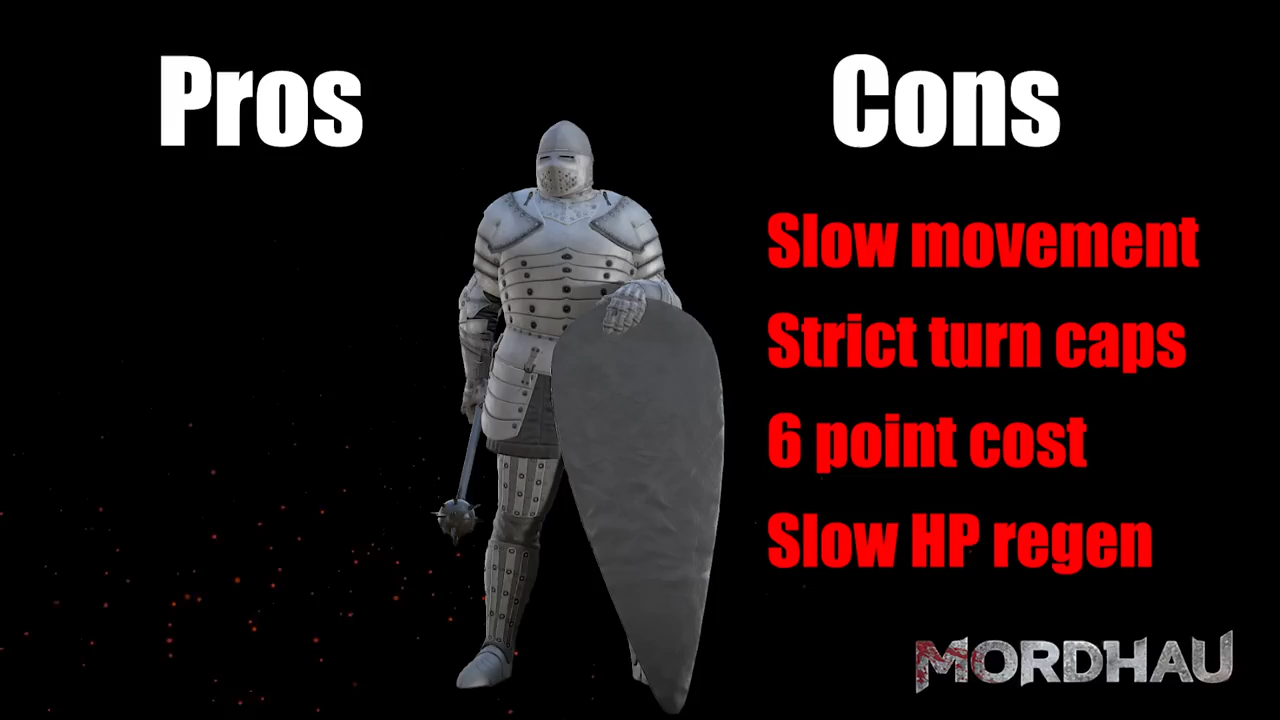 Pros
Cons
Slow movement
Strict turn caps
6 point cost
Slow HP regen
MORDHAU